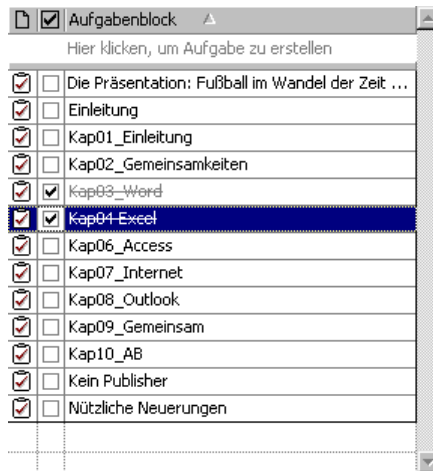 Aufgabenblock
Hier klicken, um Aufgabe zu erstellen
Die Präsentation: Fußball im Wandel der Zeit ...
Einleitung
Kap01_Einleitung
Kap02_Gemeinsamkeiten
Kap03_Word
Kap04 Excel
Kap06_Access
Kap07_Internet
Kap08_Outlook
Kap09_Gemeinsam
Kap10_AB
Kein Publisher
Nützliche Neuerungen